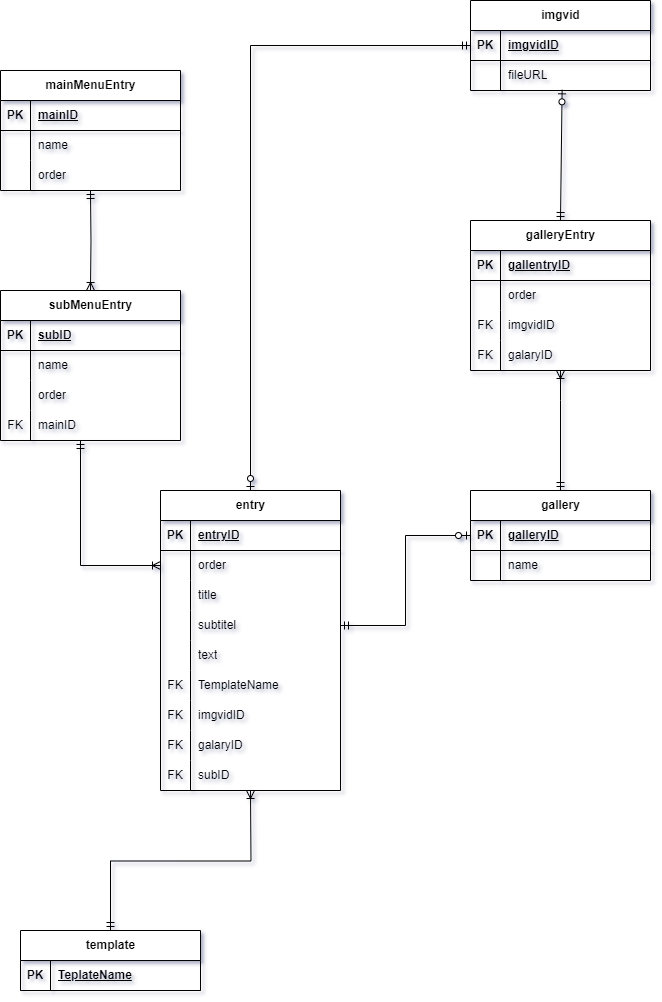 imgvid
PK imgvidID
fileURL
mainMenuEntry
PK mainID
name
order
galleryEntry
PK gallentryID
order
FK imgvidID
FK galaryID
subMenuEntry
PK subID
name
order
FK mainID
entry
PK entryID
order
title
subtitel
text
FK TemplateName
FK imgvidID
FK galaryID
FK subID
gallery
PK galleryID
name
template
PK TeplateName